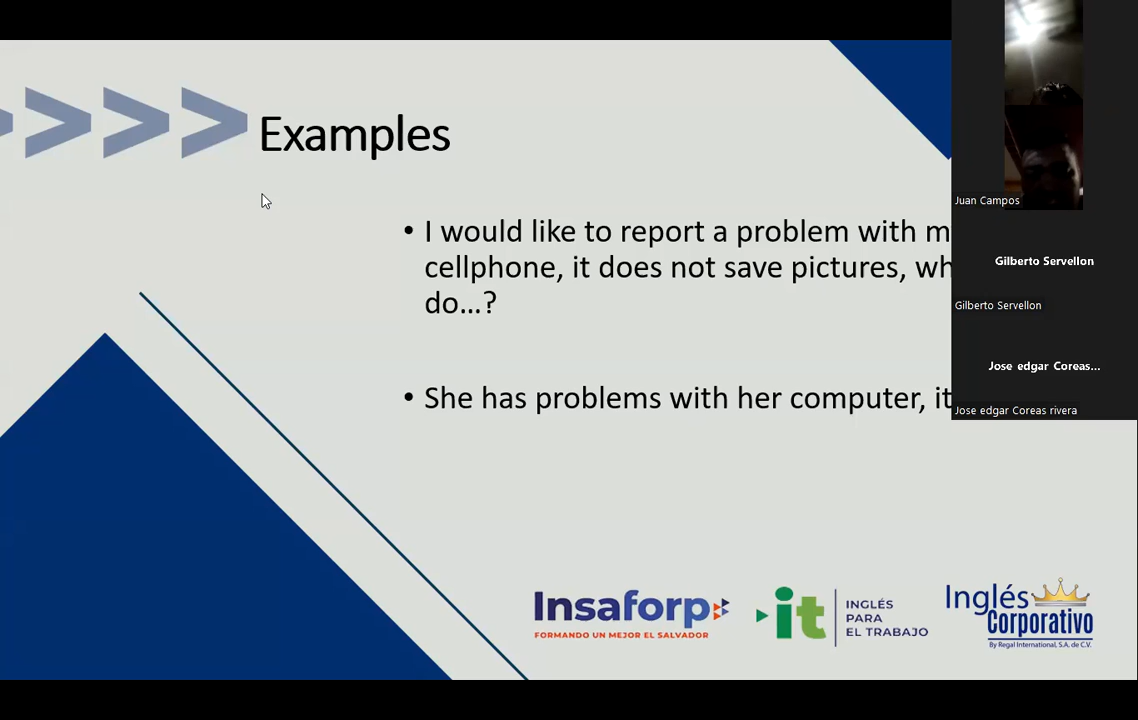 Examples
• I would like to report a problem with
cellphone, it does not save pictures,
do...?
• She has problems with her computer, it
Juan Campos
Gilberto Servellon
Gilberto Servellon
Jose edgar Coreas...
Jose edgar Coreas rivera
Insaforp
FORMANDO UN MEJOR EL SALVADOR
it
INGLÉS
PARA
EL TRABAJO
Inglés
Corporativo
By Regal International, S.A. de C.V.